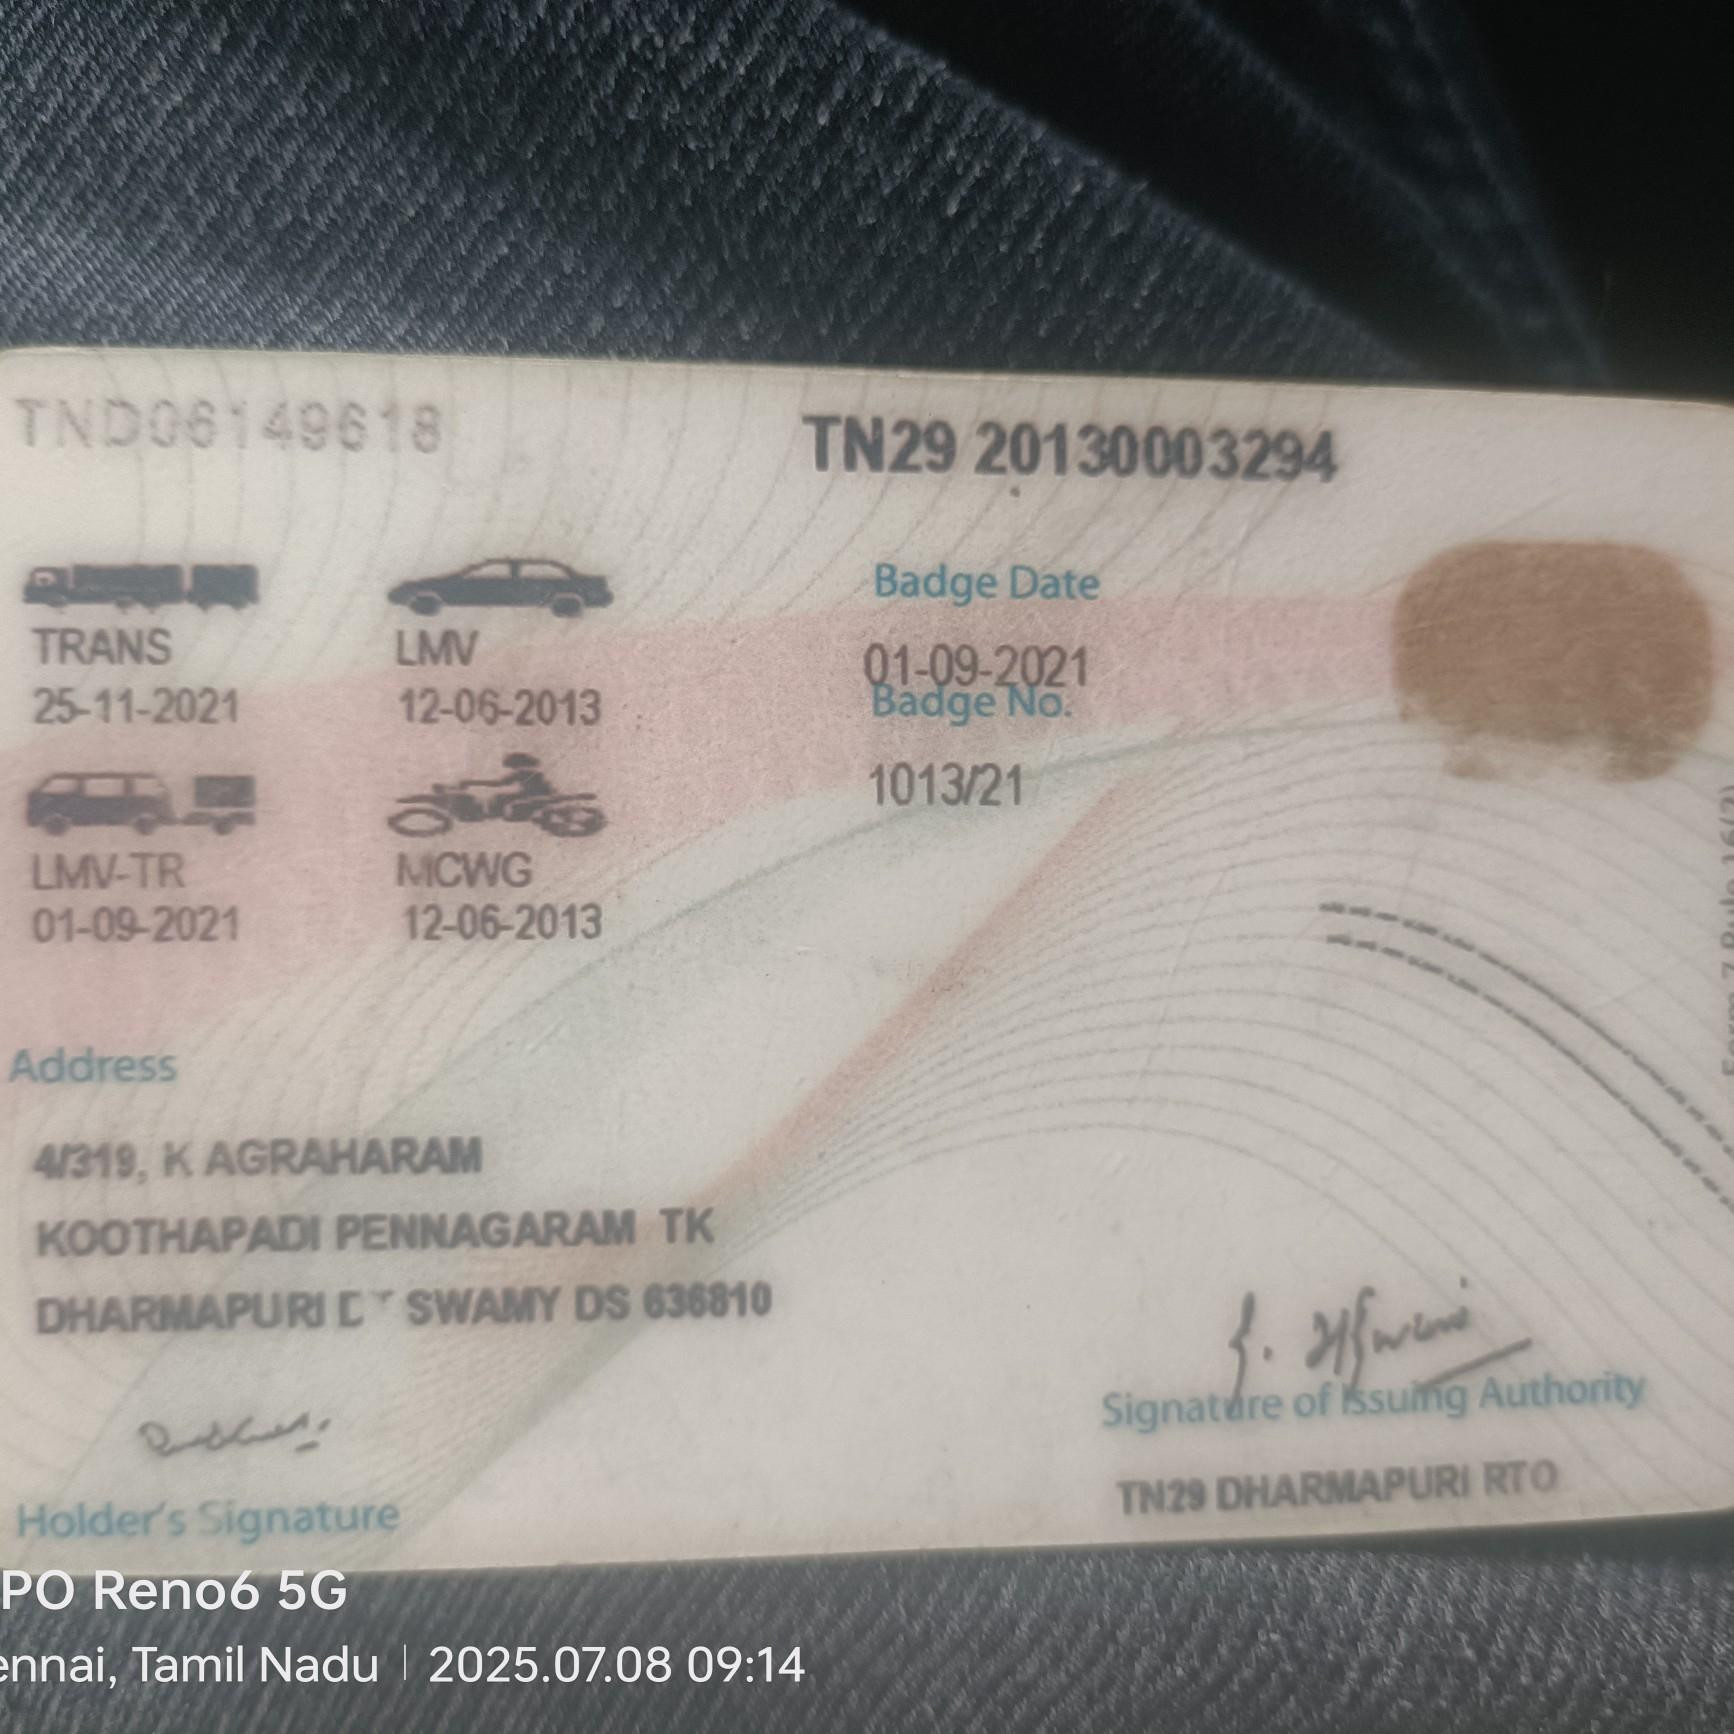 TND06149618
TN29 20130003294
TRANS
25-11-2021
LMV
12-06-2013
LMV-TR
01-09-2021
MCWG
12-06-2013
Badge Date
01-09-2021
Badge No.
1013/21
Address
4/319, K AGRAHARAM
KOOTHAPADI PENNAGARAM TK
DHARMAPURI SWAMY DS 636810
Holder's Signature
Signature of Issuing Authority
TN29 DHARMAPURI RTO
PO Reno6 5G
ennai, Tamil Nadu | 2025.07.08 09:14